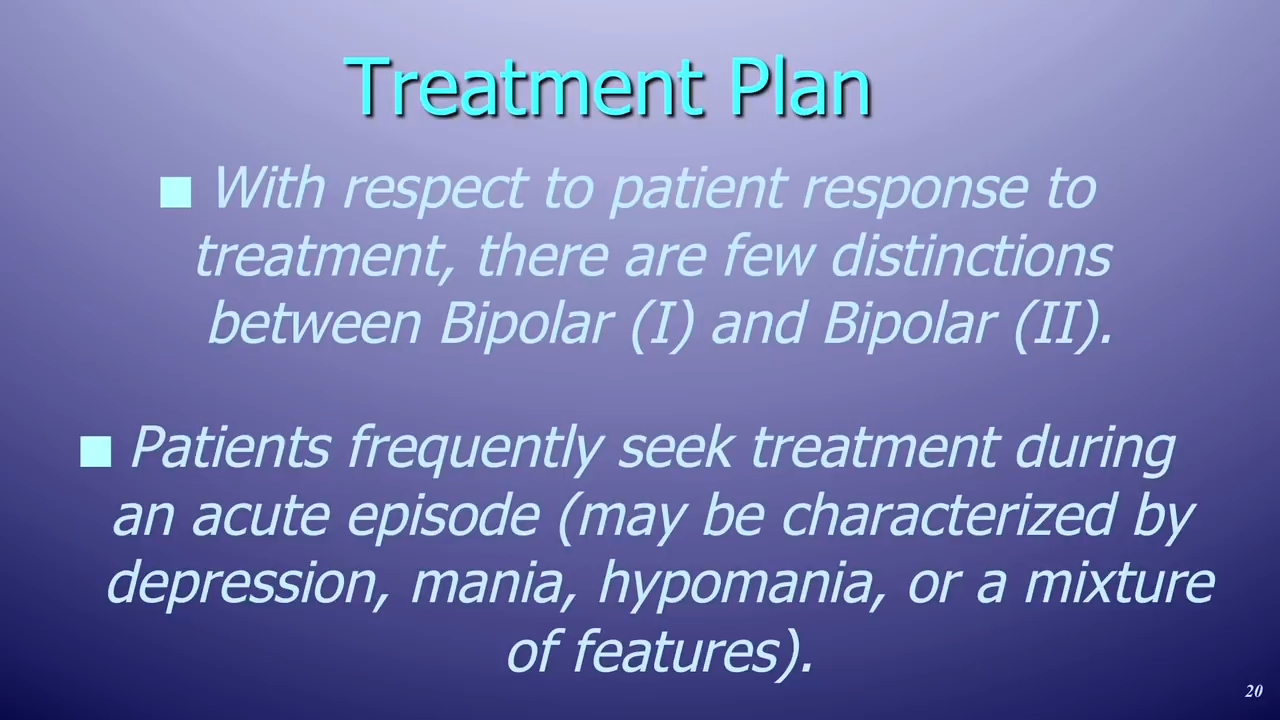 Treatment Plan
■ With respect to patient response to
treatment, there are few distinctions
between Bipolar (I) and Bipolar (II).
■ Patients frequently seek treatment during
an acute episode (may be characterized by
depression, mania, hypomania, or a mixture
of features).
20